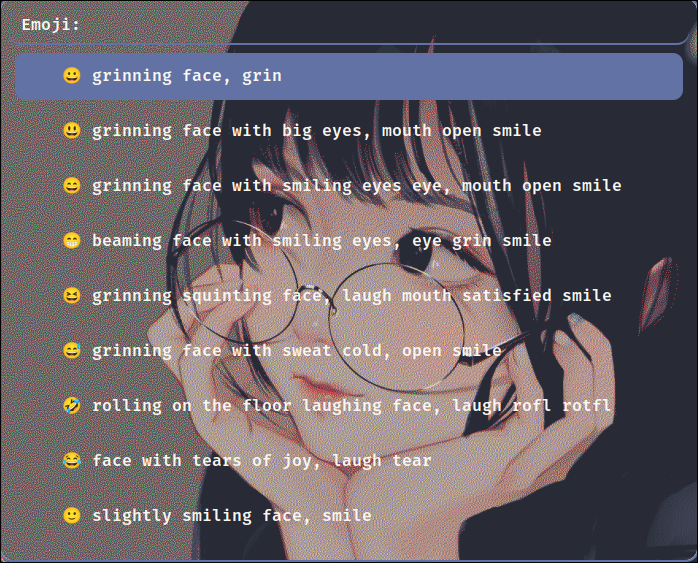 Emoji:
😀 grinning face, grin
😃 grinning face with big eyes, mouth open smile
😄 grinning face with smiling eyes eye, mouth open smile
😁 beaming face with smiling eyes, eye grin smile
😆 grinning squinting face, laugh mouth satisfied smile
😅 grinning face with sweat cold, open smile
🤣 rolling on the floor laughing face, laugh rofl rotfl
😂 face with tears of joy, laugh tear
🙂 slightly smiling face, smile